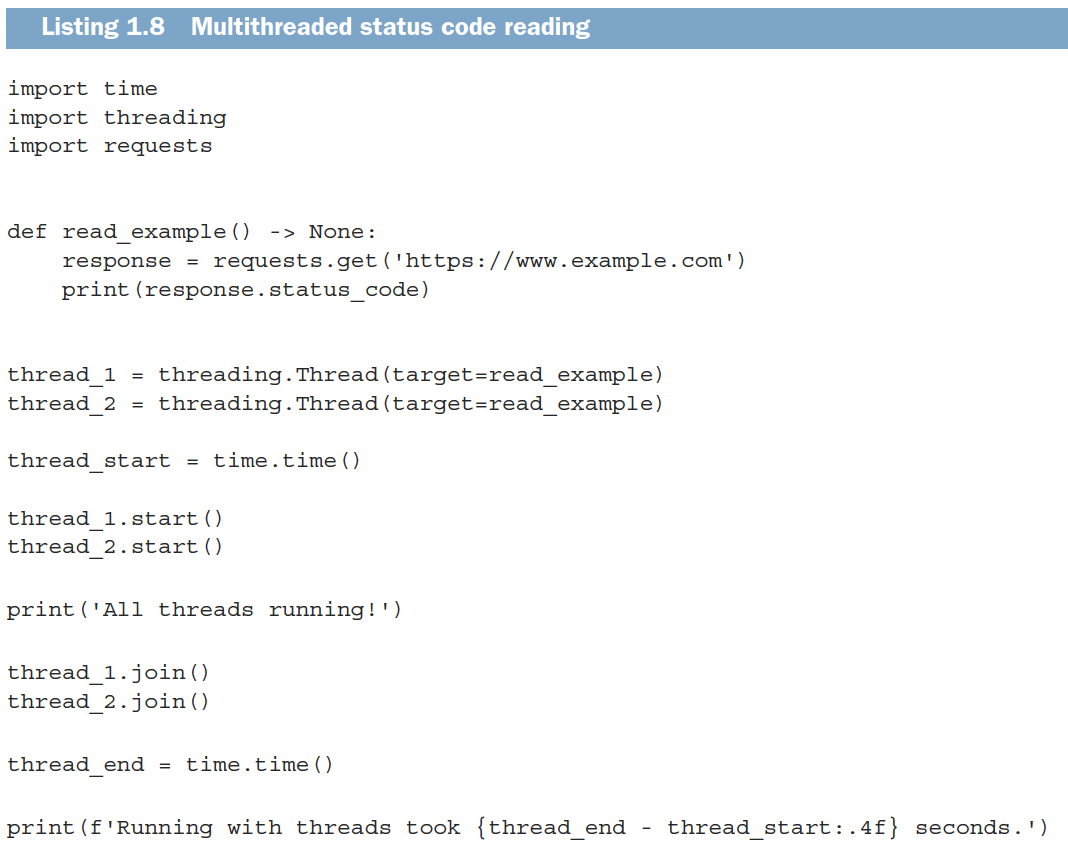 Listing 1.8 Multithreaded status code reading
import time
import threading
import requests
def read_example() -> None:
    response = requests.get('https://www.example.com')
    print(response.status_code)
thread_1 = threading.Thread(target=read_example)
thread_2 = threading.Thread(target=read_example)
thread_start = time.time()
thread_1.start()
thread_2.start()
print('All threads running!')
thread_1.join()
thread_2.join()
thread_end = time.time()
print(f'Running with threads took {thread_end - thread_start:.4f} seconds.')